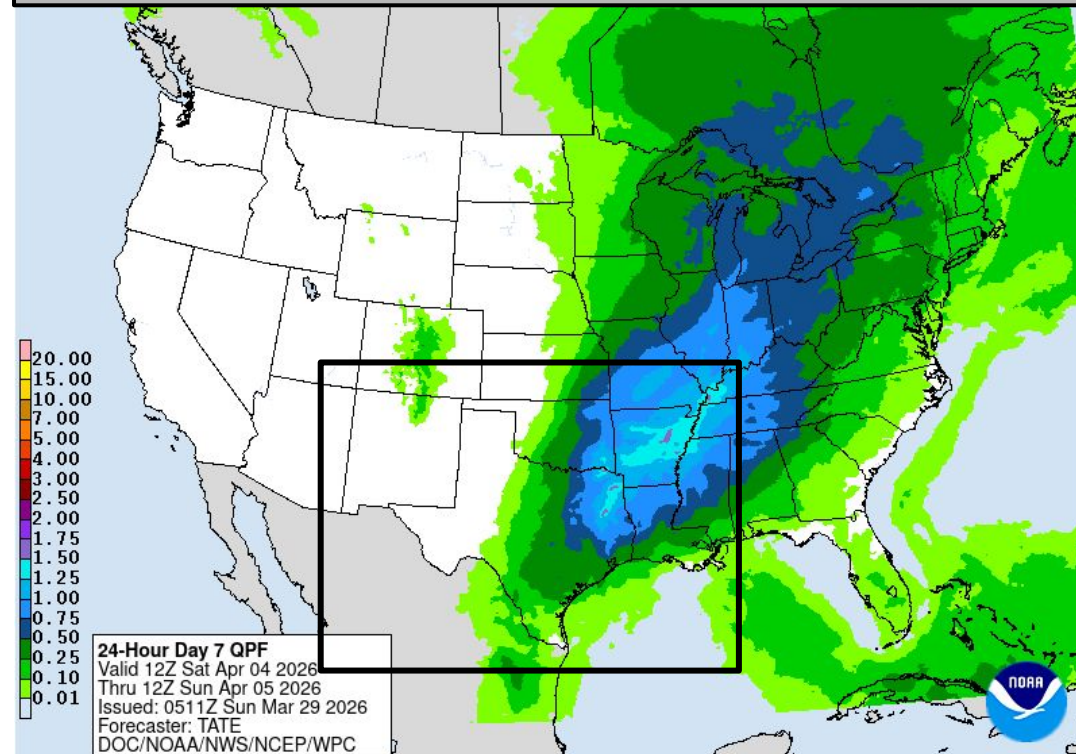 20.00
15.00
10.00
7.00
5.00
4.00
3.00
2.50
2.00
1.75
1.50
1.25
1.00
0.75
0.50
0.25
0.10
0.01
24-Hour Day 7 QPF
Valid 12Z Sat Apr 04 2026
Thru 12Z Sun Apr 05 2026
Issued: 0511Z Sun Mar 29 2026
Forecaster: TATE
DOC/NOAA/NWS/NCEP/WPC
NOAA